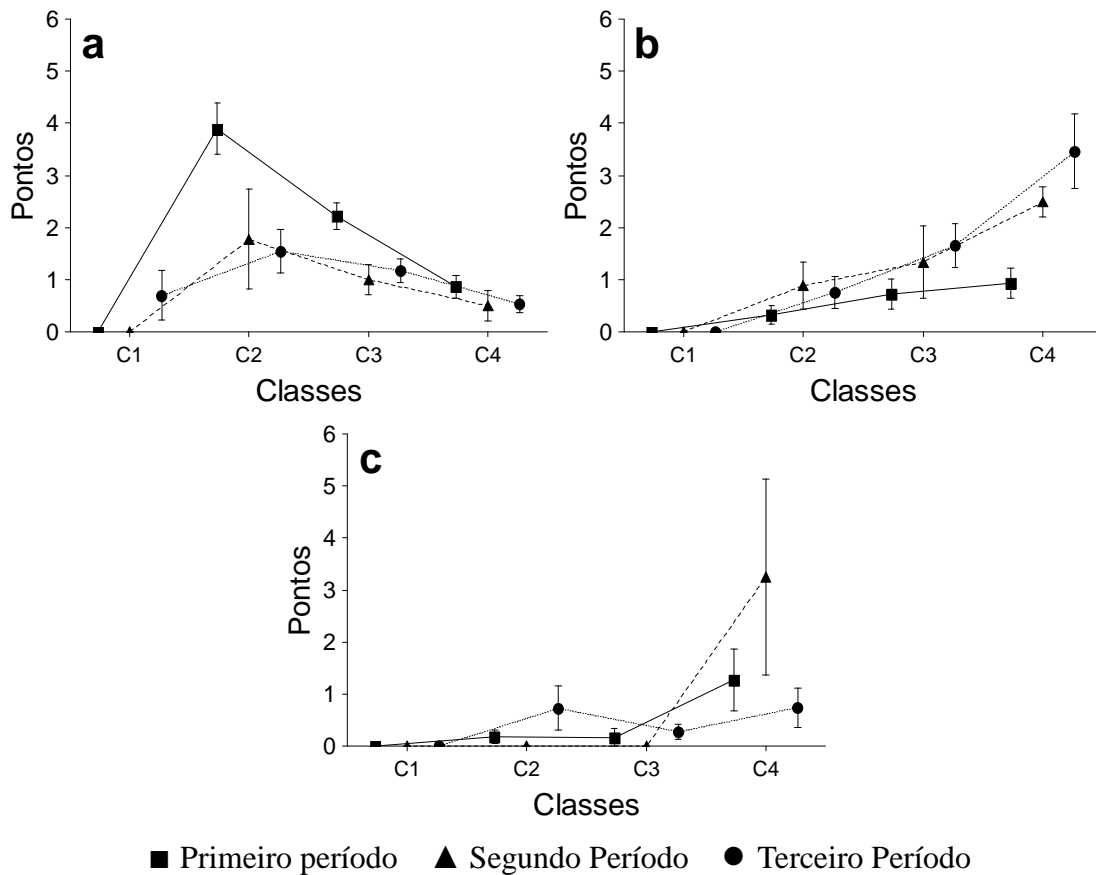 a
6
5
4
3
2
1
0
Pontos
C1 C2 C3 C4
Classes
b
6
5
4
3
2
1
0
Pontos
C1 C2 C3 C4
Classes
c
6
5
4
3
2
1
0
Pontos
C1 C2 C3 C4
Classes
Primeiro período Segundo Período Terceiro Período